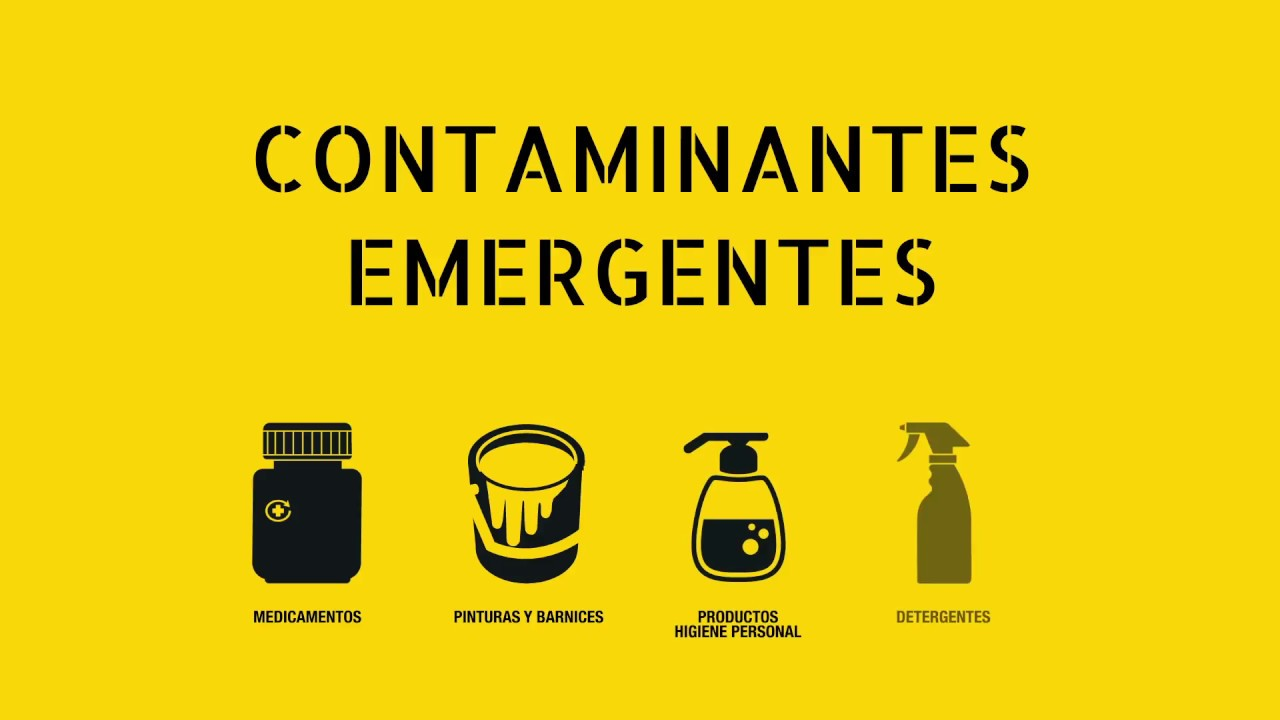 CONTAMINANTES
EMERGENTES
MEDICAMENTOS
PINTURAS Y BARNICES
PRODUCTOS
HIGIENE PERSONAL
DETERGENTES